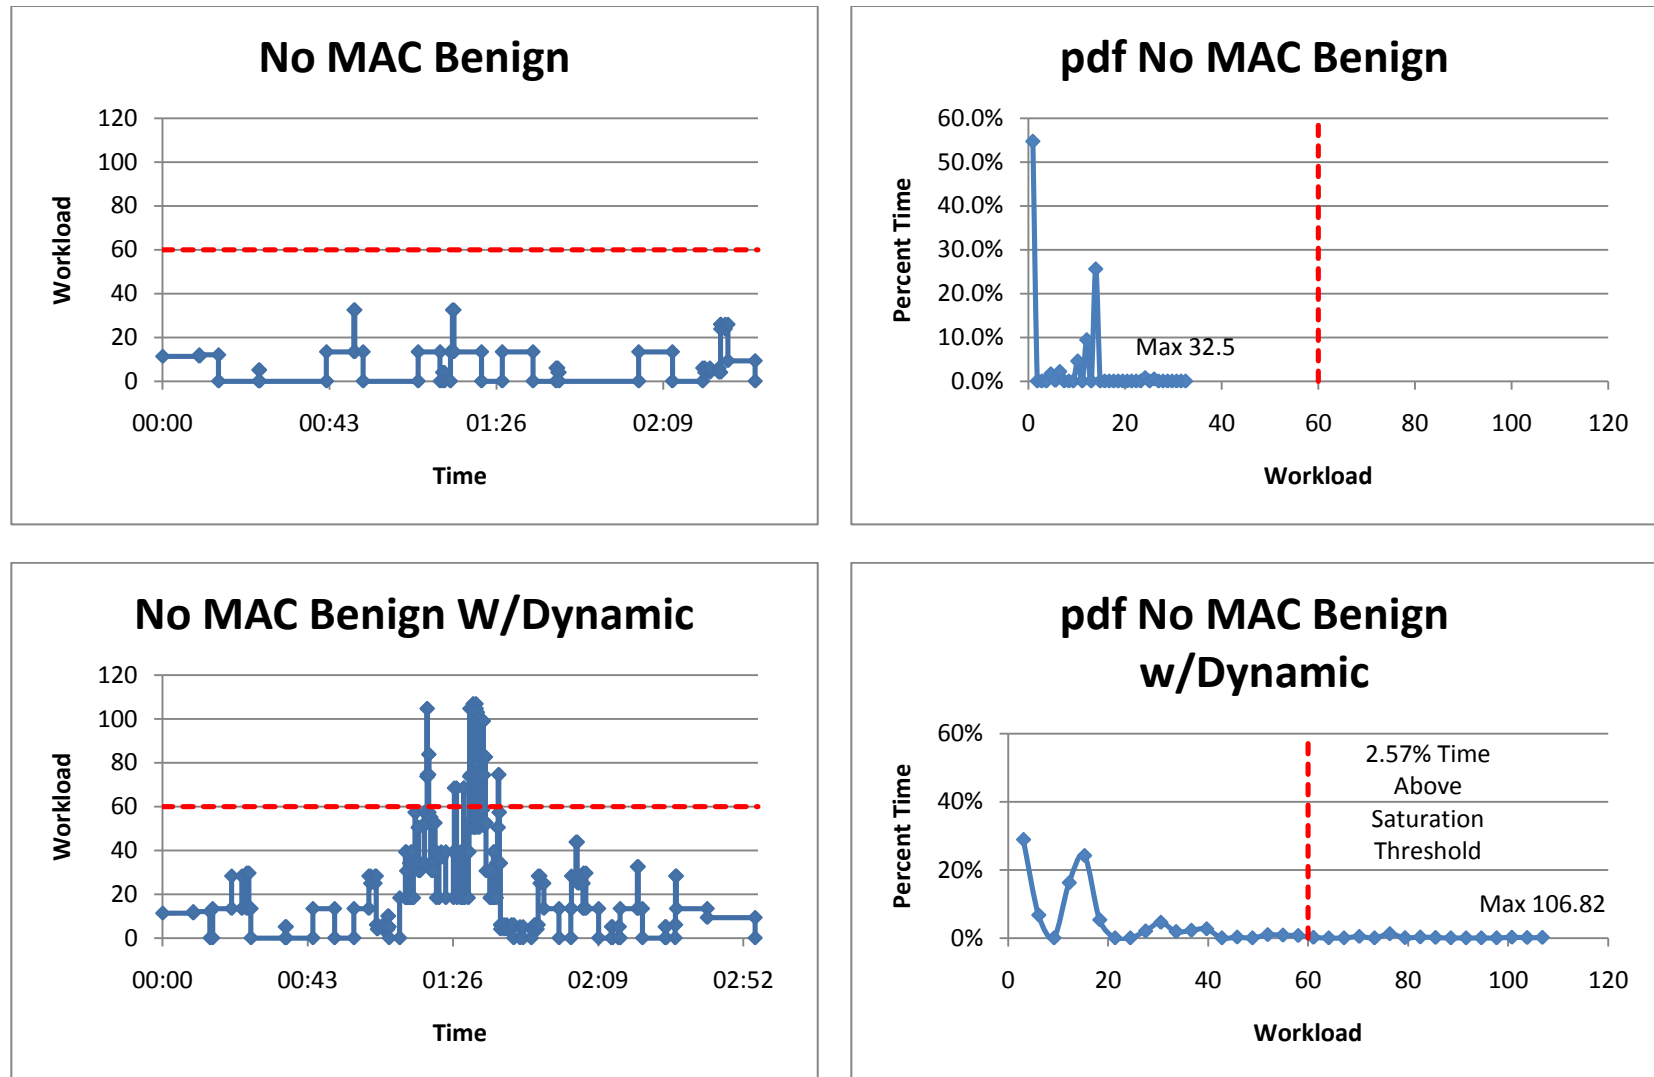 No MAC Benign
120
100
80
60
40
20
0
Workload
00:00 00:43 01:26 02:09
Time
pdf No MAC Benign
60.0%
50.0%
40.0%
30.0%
20.0%
10.0%
0.0%
Percent Time
Max 32.5
0 20 40 60 80 100 120
Workload
No MAC Benign W/Dynamic
120
100
80
60
40
20
0
Workload
00:00 00:43 01:26 02:09 02:52
Time
pdf No MAC Benign
w/Dynamic
60%
40%
20%
0%
Percent Time
2.57% Time
Above
Saturation
Threshold
Max 106.82
0 20 40 60 80 100 120
Workload